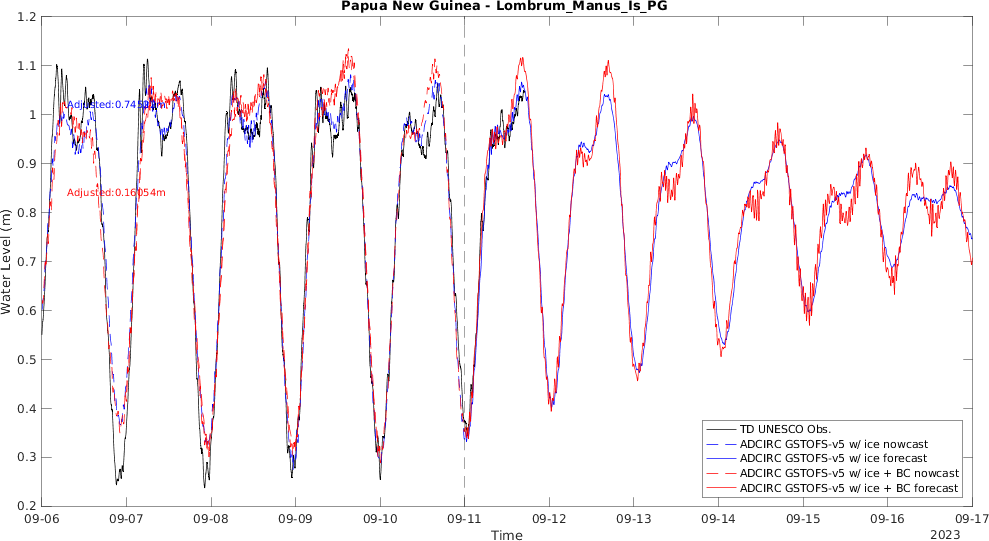 Papua New Guinea - Lombrum_Manus_Is_PG
1.2
1.1
1
0.9
0.8
0.7
0.6
0.5
0.4
0.3
0.2
Water Level (m)
Adjusted:0.16054m
09-06
09-07
09-08
09-09
09-10
09-11
09-12
09-13
09-14
09-15
09-16
09-17
Time
2023
TD UNESCO Obs.
ADCIRC GSTOFS-v5 w/ ice nowcast
ADCIRC GSTOFS-v5 w/ ice forecast
ADCIRC GSTOFS-v5 w/ ice + BC nowcast
ADCIRC GSTOFS-v5 w/ ice + BC forecast